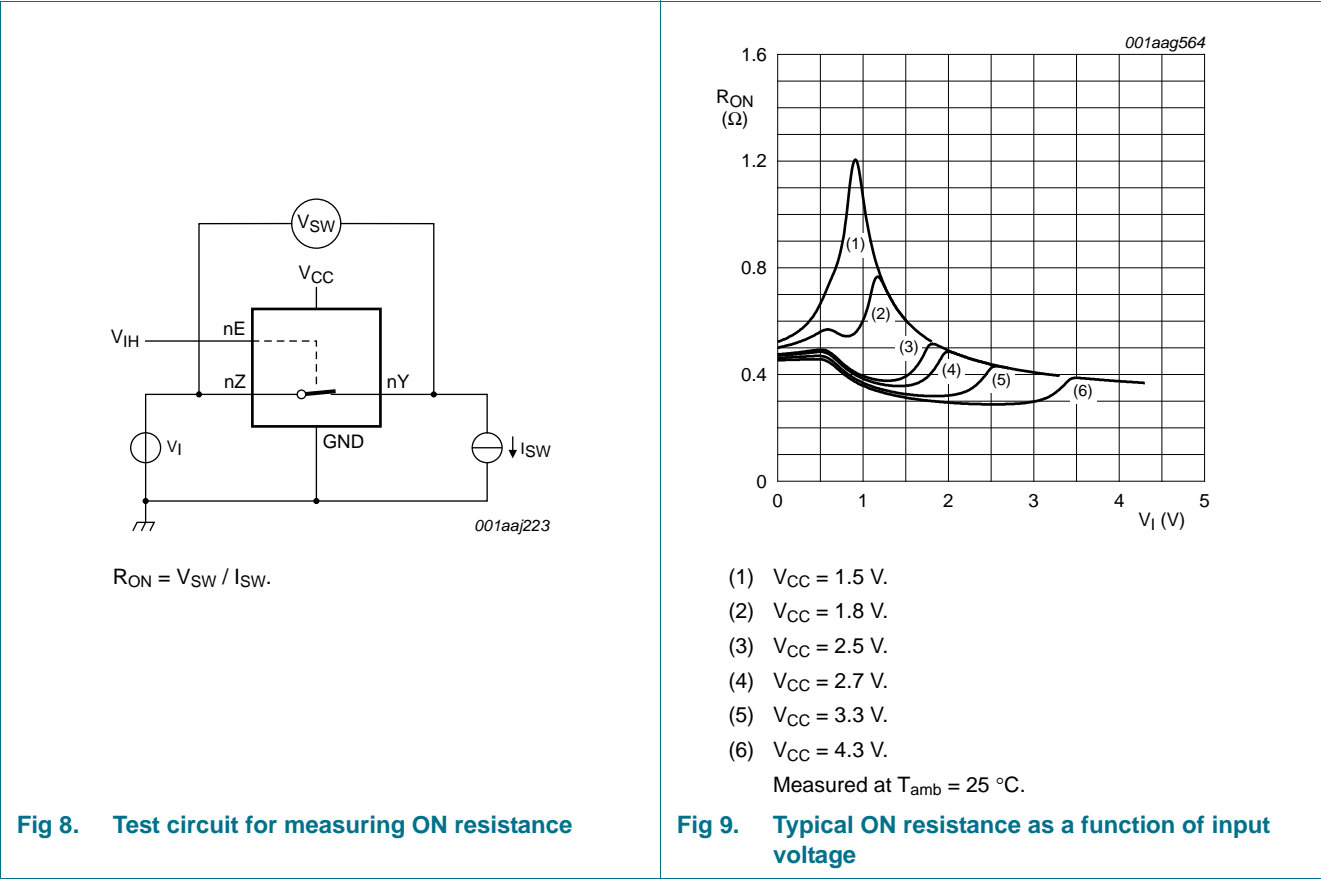 V_SW
V_CC
V_IH
nE
nZ
nY
V_I
GND
I_SW
001aaj223
R_ON = V_SW / I_SW.
Fig 8. Test circuit for measuring ON resistance
001aag564
1.6
R_ON
(Ω)
1.2
(1)
0.8
(2)
(3)
(4)
(5)
(6)
0.4
0
0 1 2 3 4 5
V_I (V)
(1) V_CC = 1.5 V.
(2) V_CC = 1.8 V.
(3) V_CC = 2.5 V.
(4) V_CC = 2.7 V.
(5) V_CC = 3.3 V.
(6) V_CC = 4.3 V.
Measured at T_amb = 25 °C.
Fig 9. Typical ON resistance as a function of input
voltage